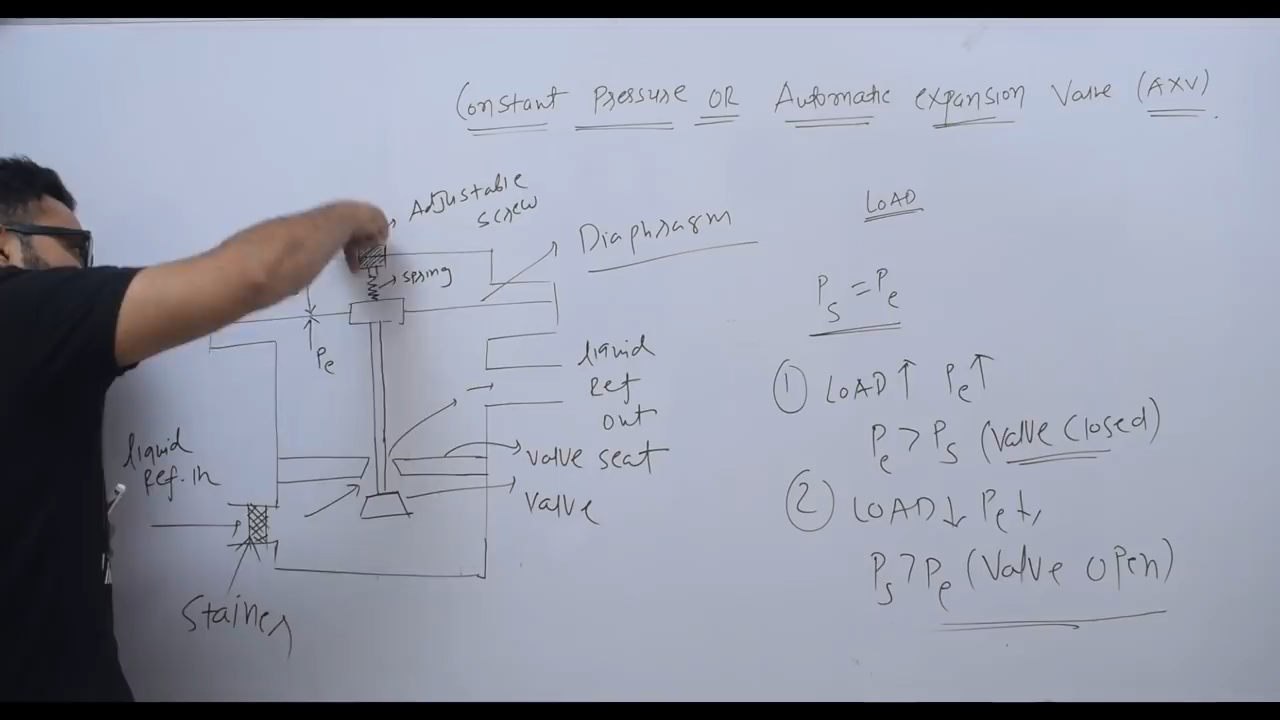 Constant Pressure OR Automatic expansion Valve (AXV).
Adjustable
screw
spring
Diaphragm
Pe
liquid
Ref
out
valve seat
Valve
liquid
Ref. in
Stainer
LOAD
Ps = Pe
① LOAD ↑ Pe ↑
Pe > Ps (Valve Closed)
② LOAD ↓ Pe ↓
Ps > Pe (Valve open)